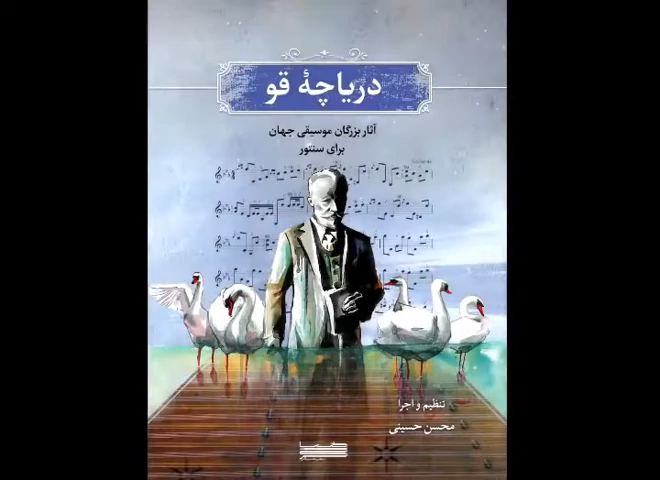 دریاچهٔ قو
آثار بزرگان موسیقی جهان
برای سنتور
تنظیم و اجرا
محسن حسینی